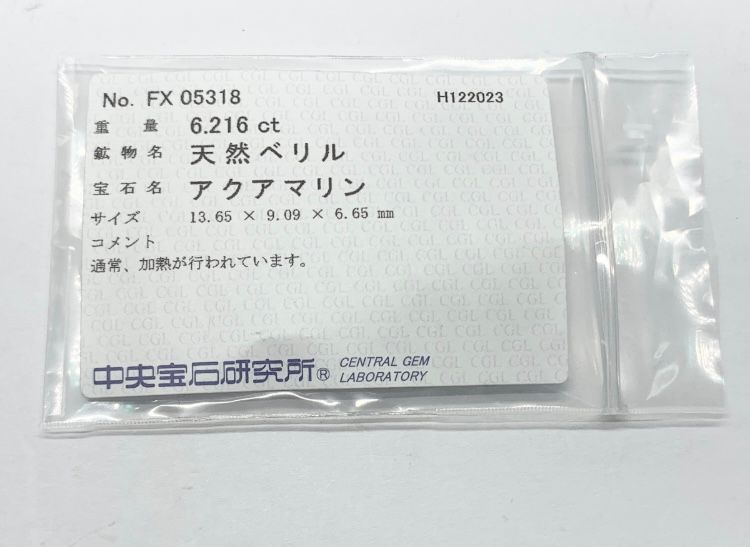 No. FX 05318 H122023
重量 6.216 ct
鉱物名 天然ベリル
宝石名 アクアマリン
サイズ 13.65 × 9.09 × 6.65 mm
コメント
通常、加熱が行われています。
中央宝石研究所® CENTRAL GEM
LABORATORY